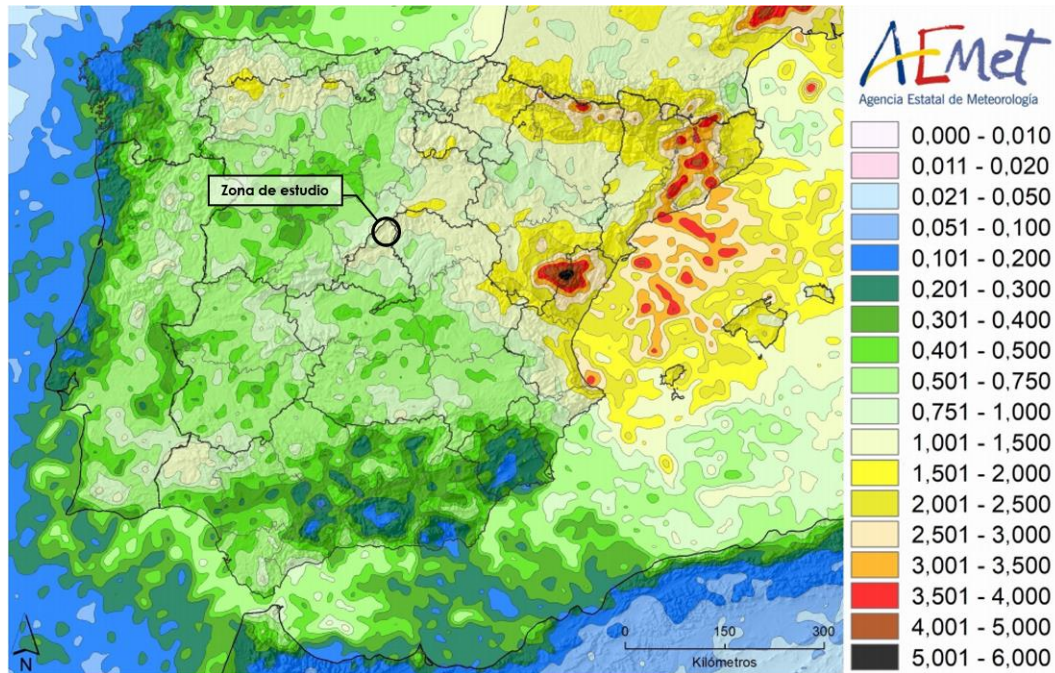 AEmet
Agencia Estatal de Meteorología
Zona de estudio
0,000 - 0,010
0,011 - 0,020
0,021 - 0,050
0,051 - 0,100
0,101 - 0,200
0,201 - 0,300
0,301 - 0,400
0,401 - 0,500
0,501 - 0,750
0,751 - 1,000
1,001 - 1,500
1,501 - 2,000
2,001 - 2,500
2,501 - 3,000
3,001 - 3,500
3,501 - 4,000
4,001 - 5,000
5,001 - 6,000
N
0 150 300
Kilómetros